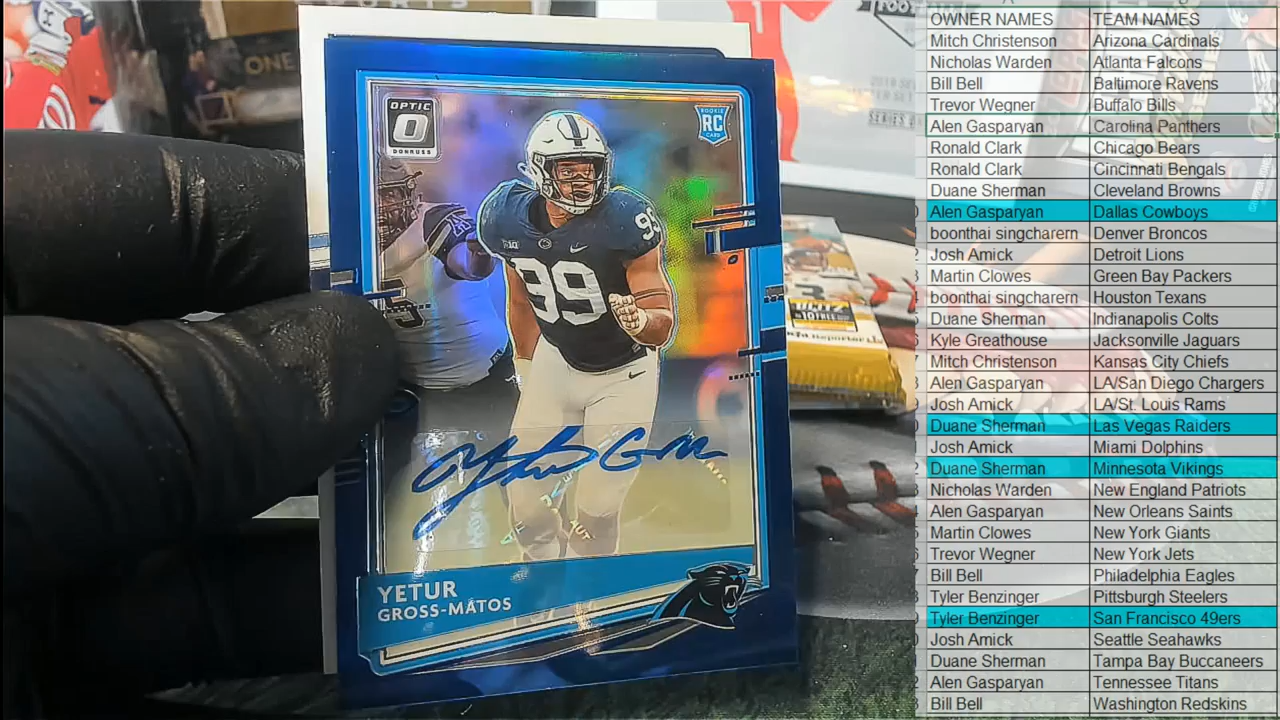 OPTIC
O
DONRUSS
ROOKIE
RC
CARD
99
99
YETUR
GROSS-MATOS
ONE
OWNER NAMES TEAM NAMES
Mitch Christenson Arizona Cardinals
Nicholas Warden Atlanta Falcons
Bill Bell Baltimore Ravens
Trevor Wegner Buffalo Bills
Alen Gasparyan Carolina Panthers
Ronald Clark Chicago Bears
Ronald Clark Cincinnati Bengals
Duane Sherman Cleveland Browns
Alen Gasparyan Dallas Cowboys
boonthai singcharern Denver Broncos
Josh Amick Detroit Lions
Martin Clowes Green Bay Packers
boonthai singcharern Houston Texans
Duane Sherman Indianapolis Colts
Kyle Greathouse Jacksonville Jaguars
Mitch Christenson Kansas City Chiefs
Alen Gasparyan LA/San Diego Chargers
Josh Amick LA/St. Louis Rams
Duane Sherman Las Vegas Raiders
Josh Amick Miami Dolphins
Duane Sherman Minnesota Vikings
Nicholas Warden New England Patriots
Alen Gasparyan New Orleans Saints
Martin Clowes New York Giants
Trevor Wegner New York Jets
Bill Bell Philadelphia Eagles
Tyler Benzinger Pittsburgh Steelers
Tyler Benzinger San Francisco 49ers
Josh Amick Seattle Seahawks
Duane Sherman Tampa Bay Buccaneers
Alen Gasparyan Tennessee Titans
Bill Bell Washington Redskins